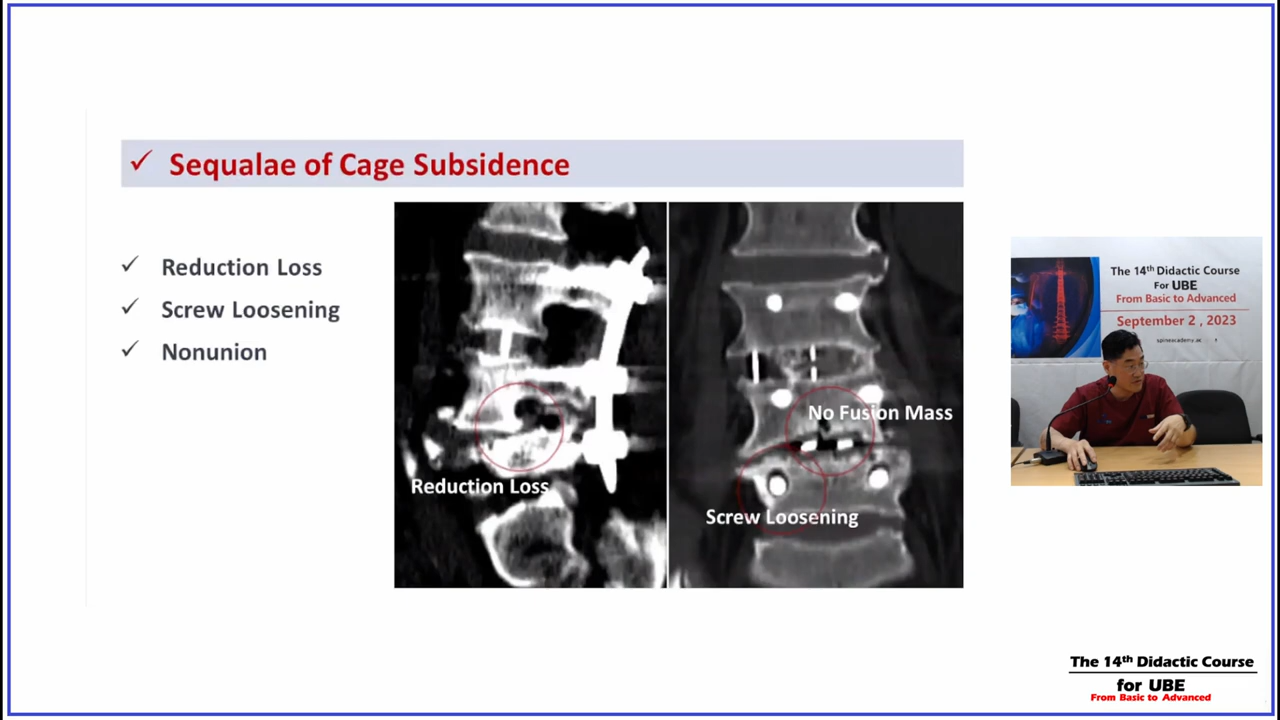 ✓ Sequalae of Cage Subsidence
✓ Reduction Loss
✓ Screw Loosening
✓ Nonunion
Reduction Loss
No Fusion Mass
Screw Loosening
The 14th Didactic Course
For UBE
From Basic to Advanced
September 2 , 2023
spineacademy.ac
The 14th Didactic Course
for UBE
From Basic to Advanced